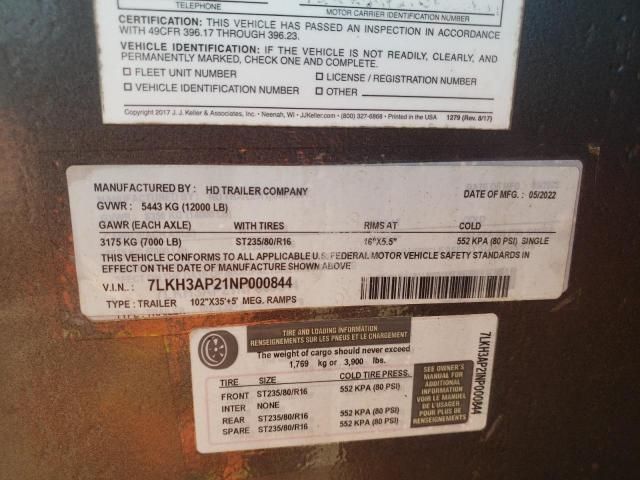 MOTOR CARRIER IDENTIFICATION NUMBER
CERTIFICATION: THIS VEHICLE HAS PASSED AN INSPECTION IN ACCORDANCE
WITH 49CFR 396.17 THROUGH 396.23.
VEHICLE IDENTIFICATION: IF THE VEHICLE IS NOT READILY, CLEARLY, AND
PERMANENTLY MARKED, CHECK ONE AND COMPLETE.
☐ FLEET UNIT NUMBER ☐ LICENSE / REGISTRATION NUMBER
☐ VEHICLE IDENTIFICATION NUMBER ☐ OTHER
Copyright 2017 J. J. Keller & Associates, Inc. • Neenah, WI • JJKeller.com • (800) 327-6868 • Printed in the USA 1279 (Rev. 8/17)
MANUFACTURED BY: HD TRAILER COMPANY DATE OF MFG. :05/2022
GVWR: 5443 KG (12000 LB)
GAWR (EACH AXLE) WITH TIRES RIMS AT COLD
3175 KG (7000 LB) ST235/80/R16 16"X5.5" 552 KPA (80 PSI) SINGLE
THIS VEHICLE CONFORMS TO ALL APPLICABLE U.S. FEDERAL MOTOR VEHICLE SAFETY STANDARDS IN
EFFECT ON THE DATE OF MANUFACTURE SHOWN ABOVE.
V.I.N.: 7LKH3AP21NP000844
TYPE: TRAILER 102"X35'+5' MEG. RAMPS
TIRE AND LOADING INFORMATION
RENSEIGNEMENTS SUR LES PNEUS ET LE CHARGEMENT
The weight of cargo should never exceed
1,769 kg or 3,900 lbs.
TIRE SIZE COLD TIRE PRESS.
FRONT ST235/80/R16 552 KPA (80 PSI)
INTER NONE
REAR ST235/80/R16 552 KPA (80 PSI)
SPARE ST235/80/R16 552 KPA (80 PSI)
SEE OWNER'S
MANUAL FOR
ADDITIONAL
INFORMATION
VOIR LE MANUEL
DE L'USAGER
POUR PLUS DE
RENSEIGNEMENTS
7LKH3AP21NP000844